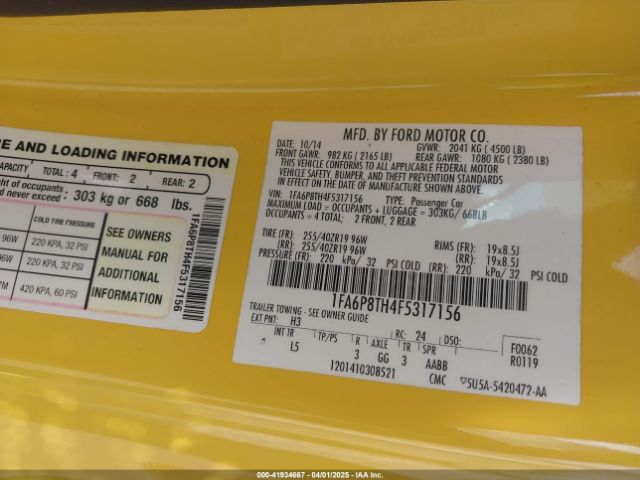 RE AND LOADING INFORMATION
CAPACITY TOTAL: 4 FRONT: 2 REAR: 2
ht of occupants
d never exceed: 303 kg or 668 lbs.
COLD TIRE PRESSURE
96W 220 KPA, 32 PSI
96W 220 KPA, 32 PSI
PM 420 KPA, 60 PSI
SEE OWNERS
MANUAL FOR
ADDITIONAL
INFORMATION
1FA6P8TH4F5317156
MFD. BY FORD MOTOR CO.
DATE: 10/14 GVWR: 2041 KG ( 4500 LB)
FRONT GAWR: 982 KG ( 2165 LB) REAR GAWR: 1080 KG ( 2380 LB)
THIS VEHICLE CONFORMS TO ALL APPLICABLE FEDERAL MOTOR
VEHICLE SAFETY, BUMPER, AND THEFT PREVENTION STANDARDS
IN EFFECT ON THE DATE OF MANUFACTURE SHOWN ABOVE.
VIN: 1FA6P8TH4F5317156 TYPE: Passenger Car
MAXIMUM LOAD = OCCUPANTS + LUGGAGE = 303KG/ 668LB
OCCUPANTS = 4 TOTAL: 2 FRONT, 2 REAR
TIRE (FR): 255/40ZR19 96W RIMS (FR): 19x8.5J
(RR): 255/40ZR19 96W (RR): 19x8.5J
PRESSURE (FR): 220 kPa/ 32 PSI COLD (RR): 220 kPa/ 32 PSI COLD
1FA6P8TH4F5317156
TRAILER TOWING - SEE OWNER GUIDE
EXT PNT: H3 RC: 24 DSO: F0062
INT TR TP/PS R AXLE TR SPR R0119
L5 3 GG 3 AABB
1201410308521 CMC ▽5U5A-5420472-AA
000-41934667 04/01/2025 IAAI, INC.